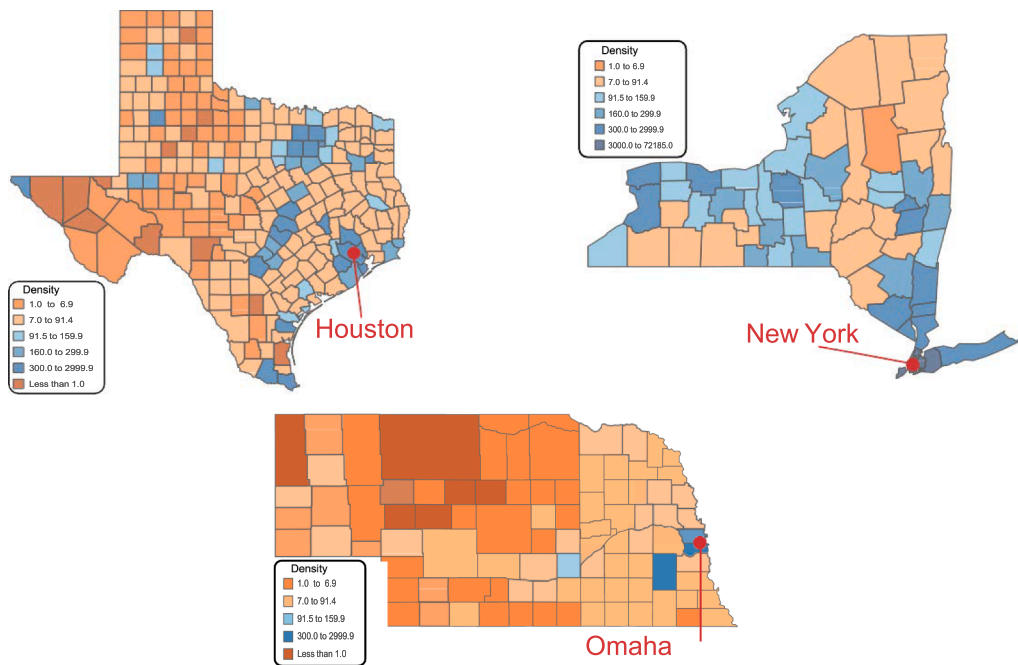 Density
1.0 to 6.9
7.0 to 91.4
91.5 to 159.9
160.0 to 299.9
300.0 to 2999.9
3000.0 to 72185.0
Density
1.0 to 6.9
7.0 to 91.4
91.5 to 159.9
160.0 to 299.9
300.0 to 2999.9
Less than 1.0
Houston
New York
Density
1.0 to 6.9
7.0 to 91.4
91.5 to 159.9
300.0 to 2999.9
Less than 1.0
Omaha